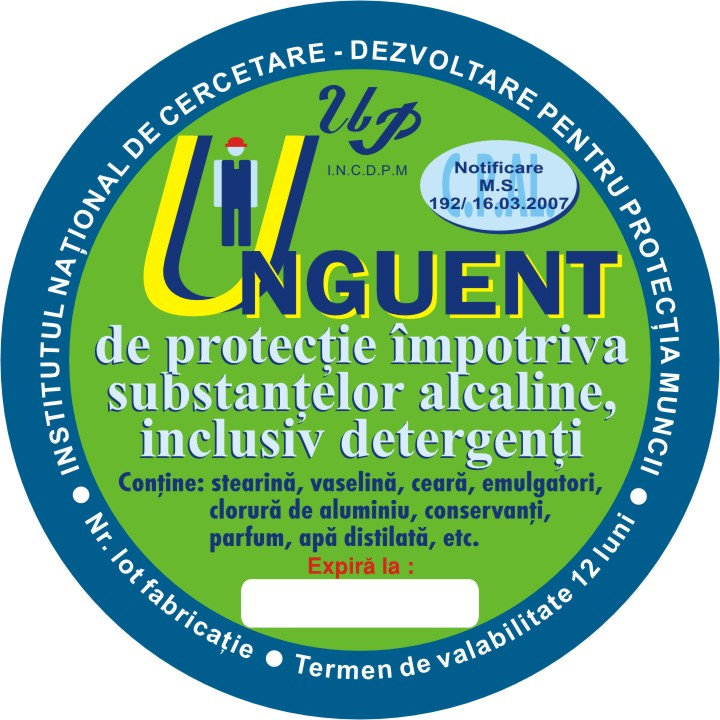 INSTITUTUL NAȚIONAL DE CERCETARE - DEZVOLTARE PENTRU PROTECȚIA MUNCII
UP
I.N.C.D.P.M
C.P.AL.
Notificare
M.S.
192/ 16.03.2007
UNGUENT
de protecție împotriva
substanțelor alcaline,
inclusiv detergenți
Conține: stearină, vaselină, ceară, emulgatori,
clorură de aluminiu, conservanți,
parfum, apă distilată, etc.
Expiră la :
Nr. lot fabricație • Termen de valabilitate 12 luni